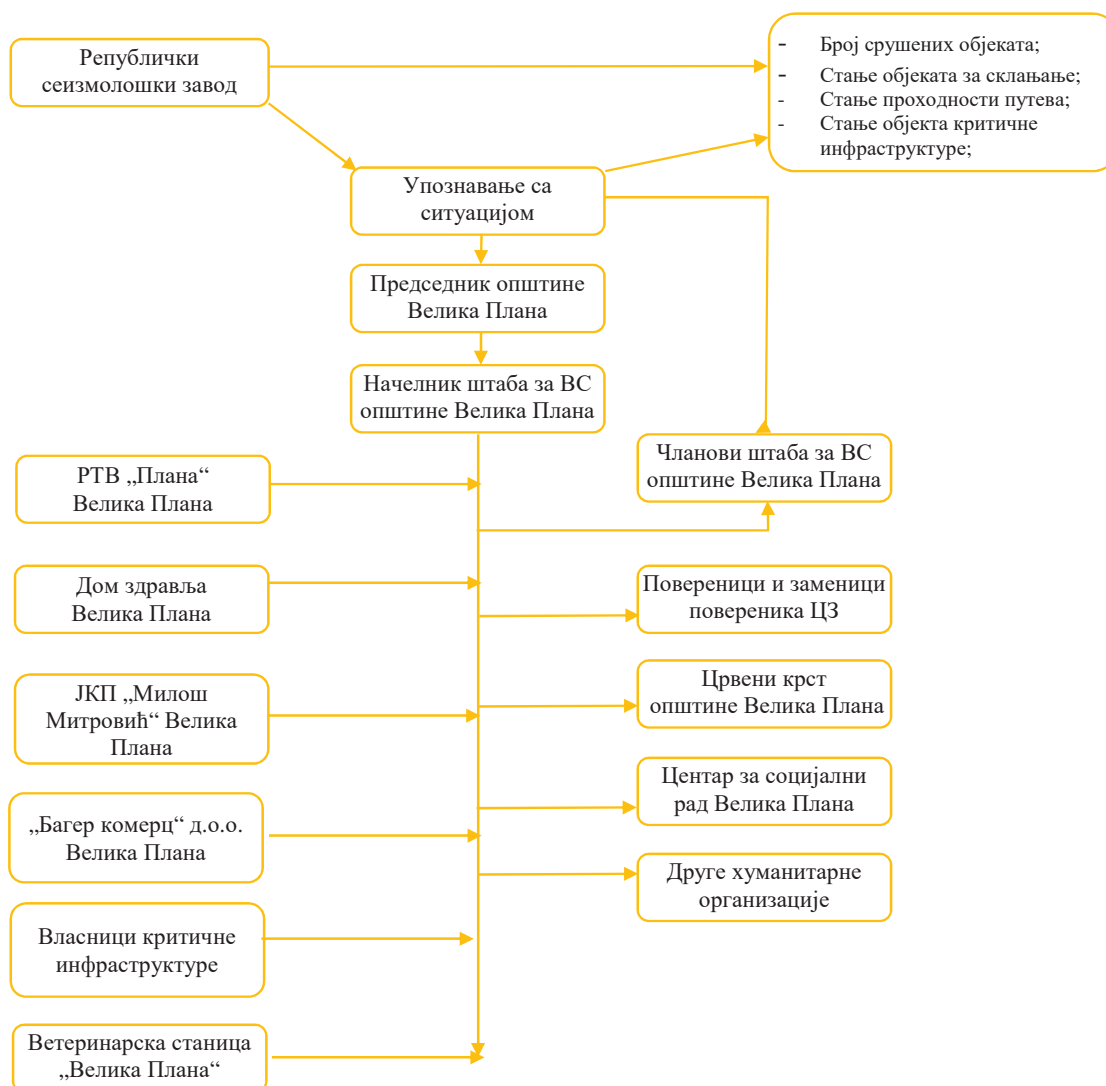 Републички
сеизмолошки завод
- Број срушених објеката;
- Стање објеката за склањање;
- Стање проходности путева;
- Стање објекта критичне
инфраструктуре;
Упознавање са
ситуацијом
Председник општине
Велика Плана
Начелник штаба за ВС
општине Велика Плана
Чланови штаба за ВС
општине Велика Плана
РТВ „Плана“
Велика Плана
Дом здравља
Велика Плана
Повереници и заменици
повереника ЦЗ
ЈКП „Милош
Митровић“ Велика
Плана
Црвени крст
општине Велика Плана
Центар за социјални
рад Велика Плана
„Багер комерц“ д.о.о.
Велика Плана
Друге хуманитарне
организације
Власници критичне
инфраструктуре
Ветеринарска станица
„Велика Плана“